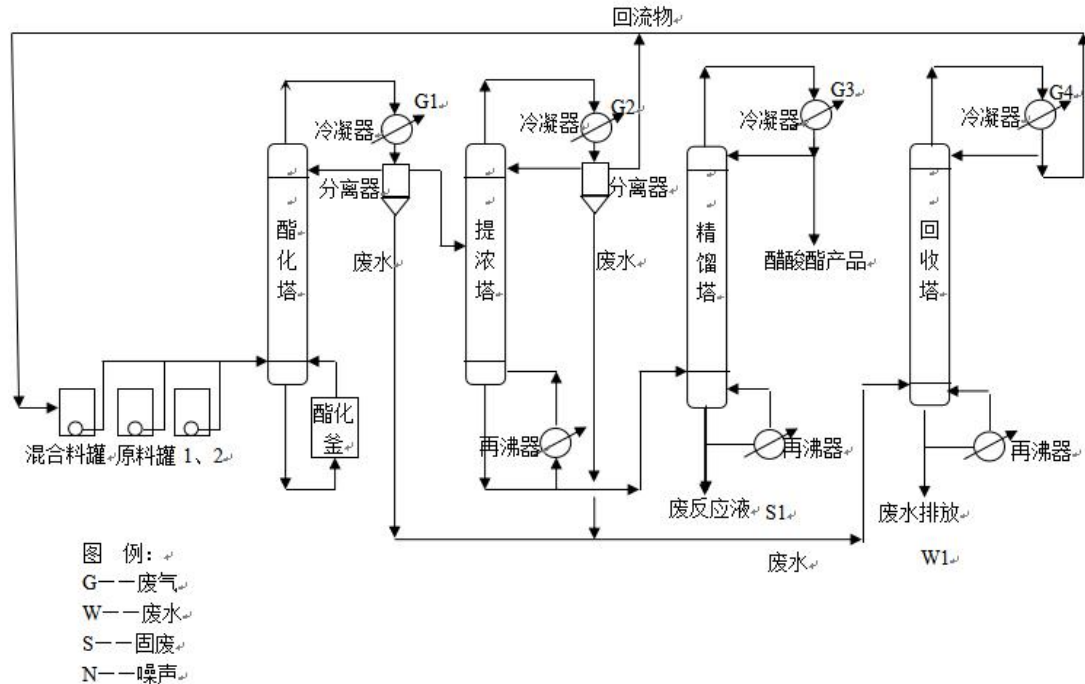 回流物
G1
G2
G3
G4
冷凝器
冷凝器
冷凝器
冷凝器
分离器
分离器
酯化塔
提浓塔
精馏塔
回收塔
废水
废水
醋酸酯产品
酯化釜
混合料罐
原料罐 1、2
再沸器
再沸器
再沸器
废反应液
S1
废水排放
废水
W1
图 例：
G——废气
W——废水
S——固废
N——噪声